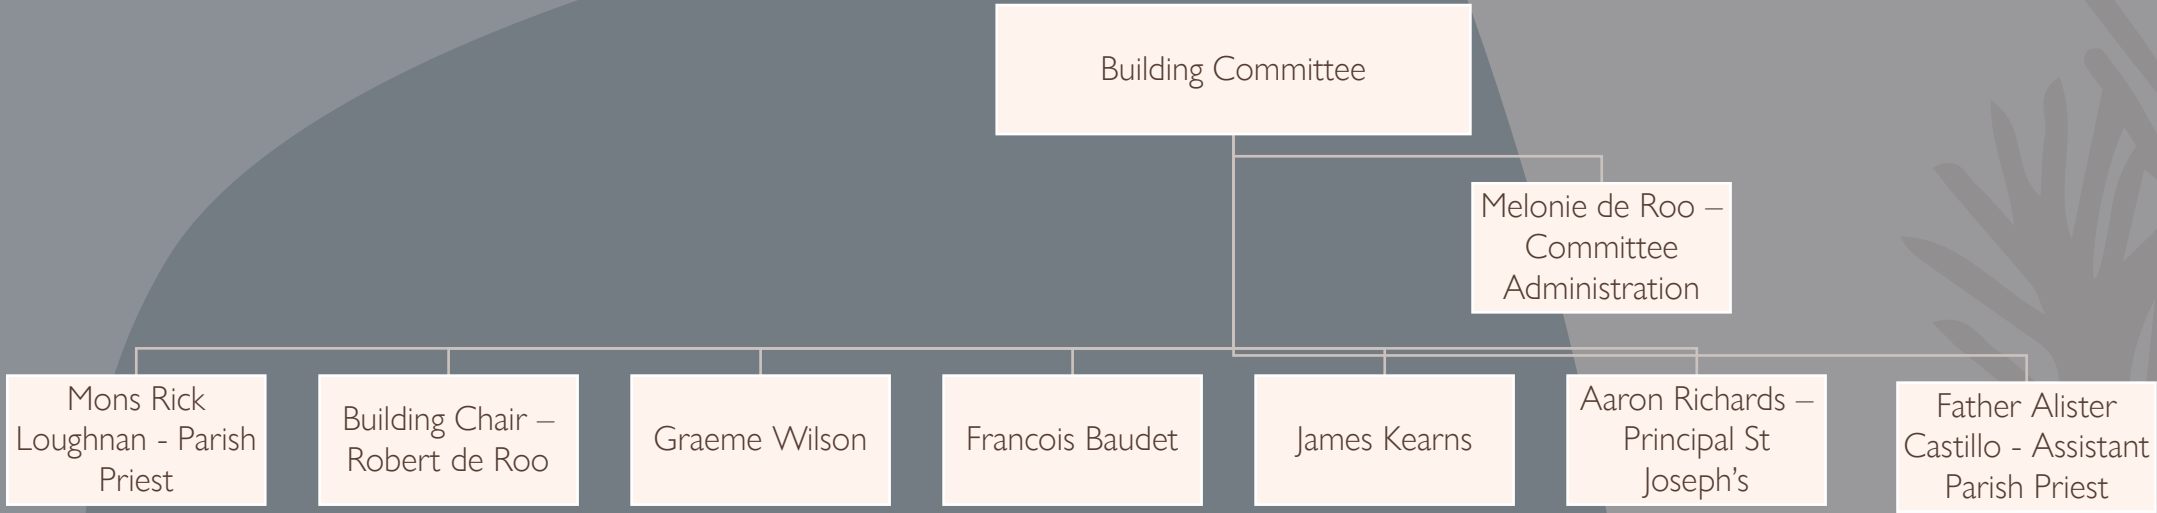 Building Committee
Melonie de Roo –
Committee
Administration
Mons Rick
Loughnan - Parish
Priest
Building Chair –
Robert de Roo
Graeme Wilson
Francois Baudet
James Kearns
Aaron Richards –
Principal St
Joseph’s
Father Alister
Castillo - Assistant
Parish Priest